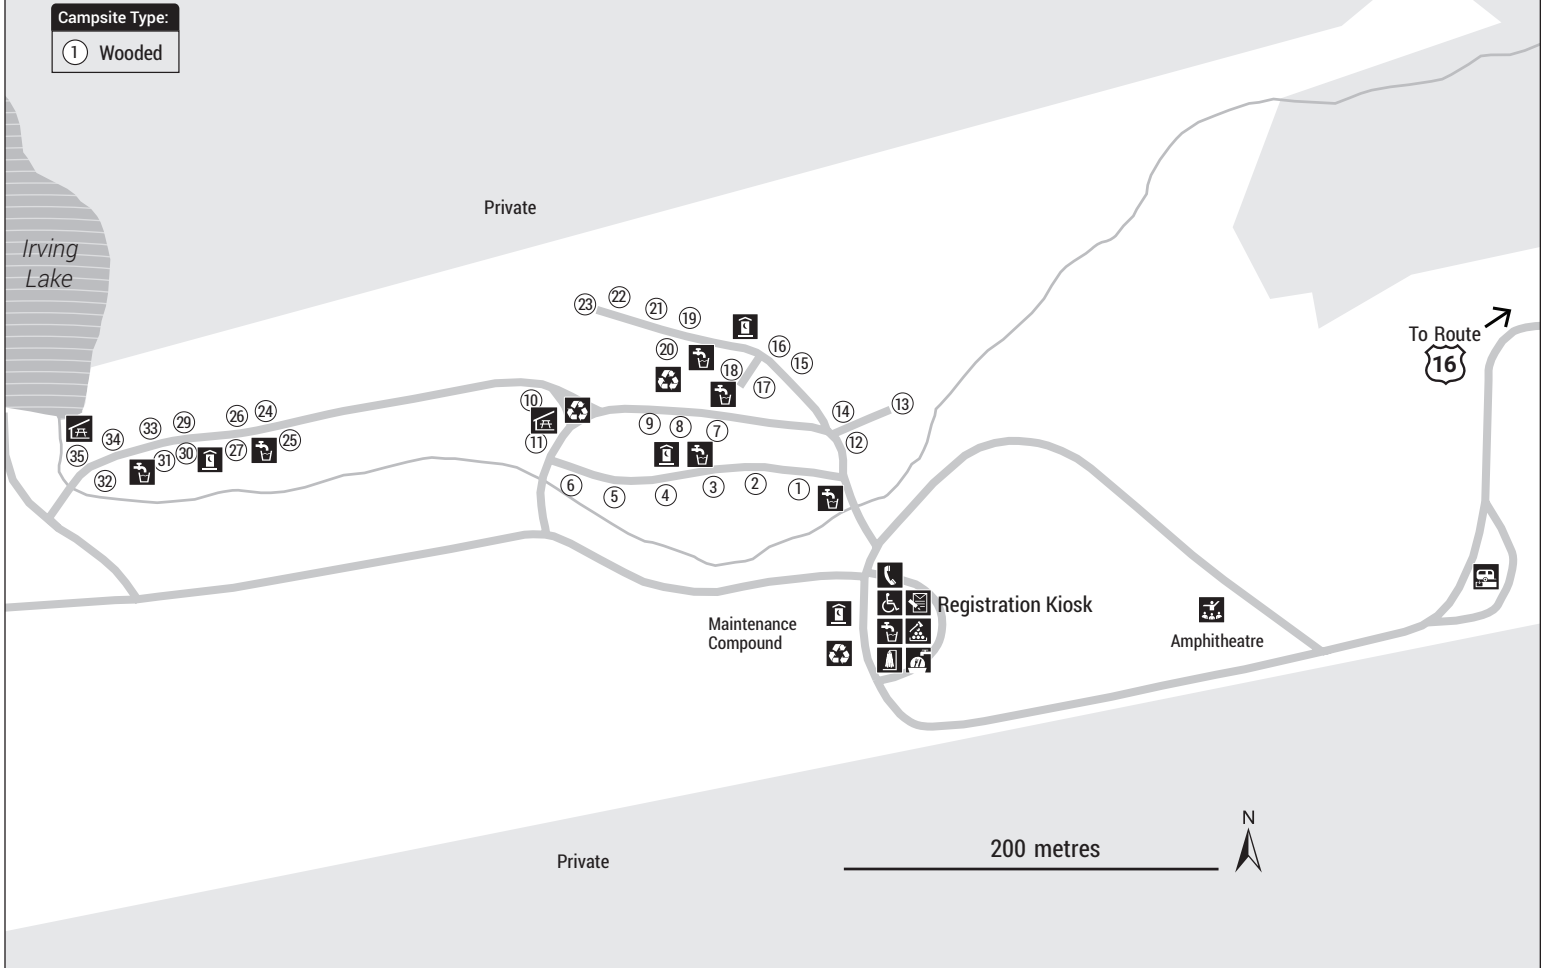 Campsite Type:
1 Wooded
Private
Irving
Lake
To Route
16
23
22
21
19
20
16
15
18
17
14
13
12
10
11
9
8
7
6
5
4
3
2
1
24
26
29
33
34
35
25
27
30
31
32
Registration Kiosk
Maintenance
Compound
Amphitheatre
N
200 metres
Private